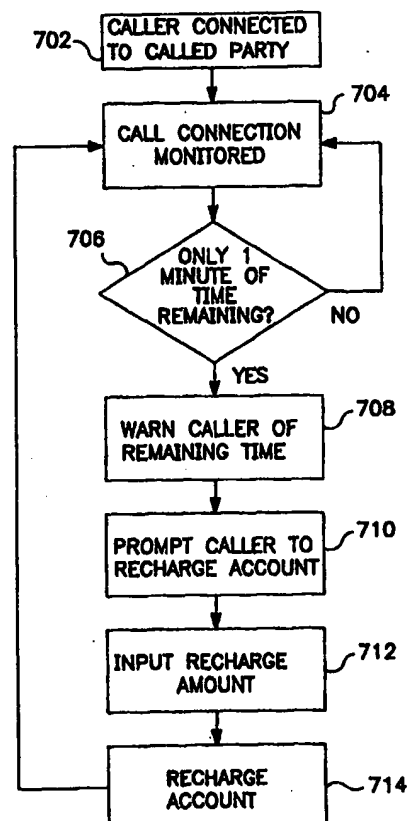 702
CALLER CONNECTED
TO CALLED PARTY
704
CALL CONNECTION
MONITORED
706
ONLY 1
MINUTE OF
TIME
REMAINING?
NO
YES
708
WARN CALLER OF
REMAINING TIME
710
PROMPT CALLER TO
RECHARGE ACCOUNT
712
INPUT RECHARGE
AMOUNT
RECHARGE
ACCOUNT
714